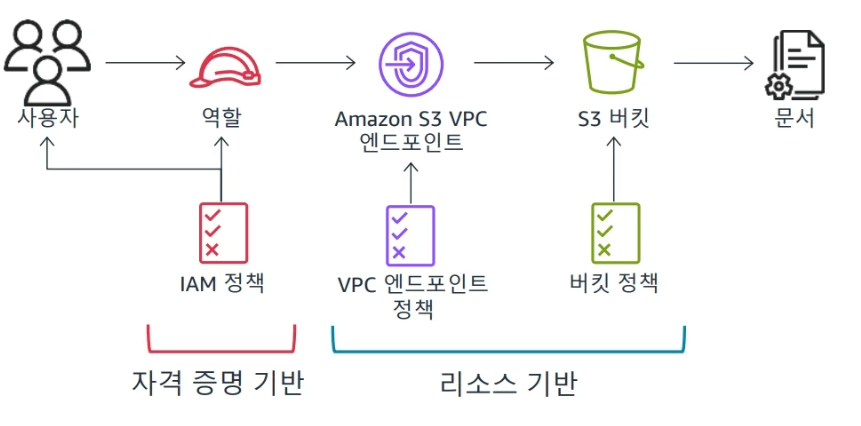 사용자
역할
Amazon S3 VPC
엔드포인트
S3 버킷
문서
IAM 정책
VPC 엔드포인트
정책
버킷 정책
자격 증명 기반
리소스 기반